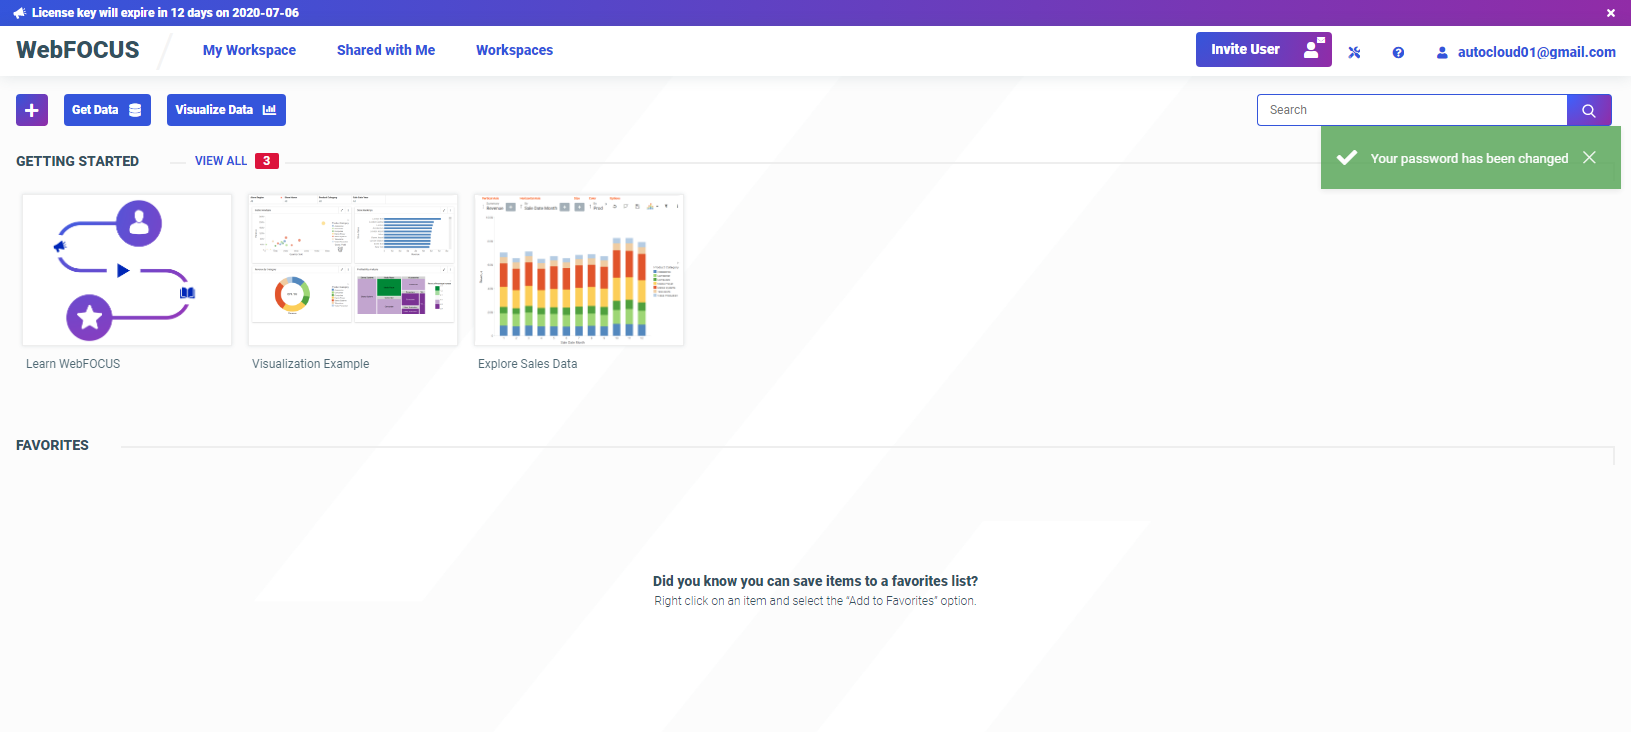 License key will expire in 12 days on 2020-07-06
WebFOCUS
My Workspace
Shared with Me
Workspaces
Invite User
autocloud01@gmail.com
Get Data
Visualize Data
Search
Your password has been changed
GETTING STARTED
VIEW ALL 3
Learn WebFOCUS
Visualization Example
Explore Sales Data
FAVORITES
Did you know you can save items to a favorites list?
Right click on an item and select the “Add to Favorites” option.